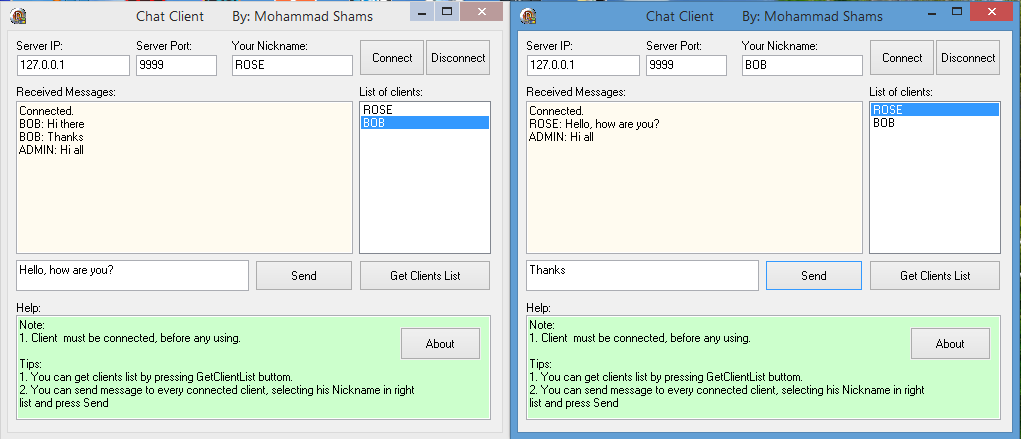 Chat Client By: Mohammad Shams
Server IP: Server Port: Your Nickname:
127.0.0.1 9999 ROSE Connect Disconnect
Received Messages: List of clients:
Connected.
BOB: Hi there
BOB: Thanks
ADMIN: Hi all
ROSE
BOB
Hello, how are you? Send Get Clients List
Help:
Note:
1. Client  must be connected, before any using.
About
Tips:
1. You can get clients list by pressing GetClientList buttom.
2. You can send message to every connected client, selecting his Nickname in right
list and press Send
Chat Client By: Mohammad Shams
Server IP: Server Port: Your Nickname:
127.0.0.1 9999 BOB Connect Disconnect
Received Messages: List of clients:
Connected.
ROSE: Hello, how are you?
ADMIN: Hi all
ROSE
BOB
Thanks Send Get Clients List
Help:
Note:
1. Client  must be connected, before any using.
About
Tips:
1. You can get clients list by pressing GetClientList buttom.
2. You can send message to every connected client, selecting his Nickname in right
list and press Send